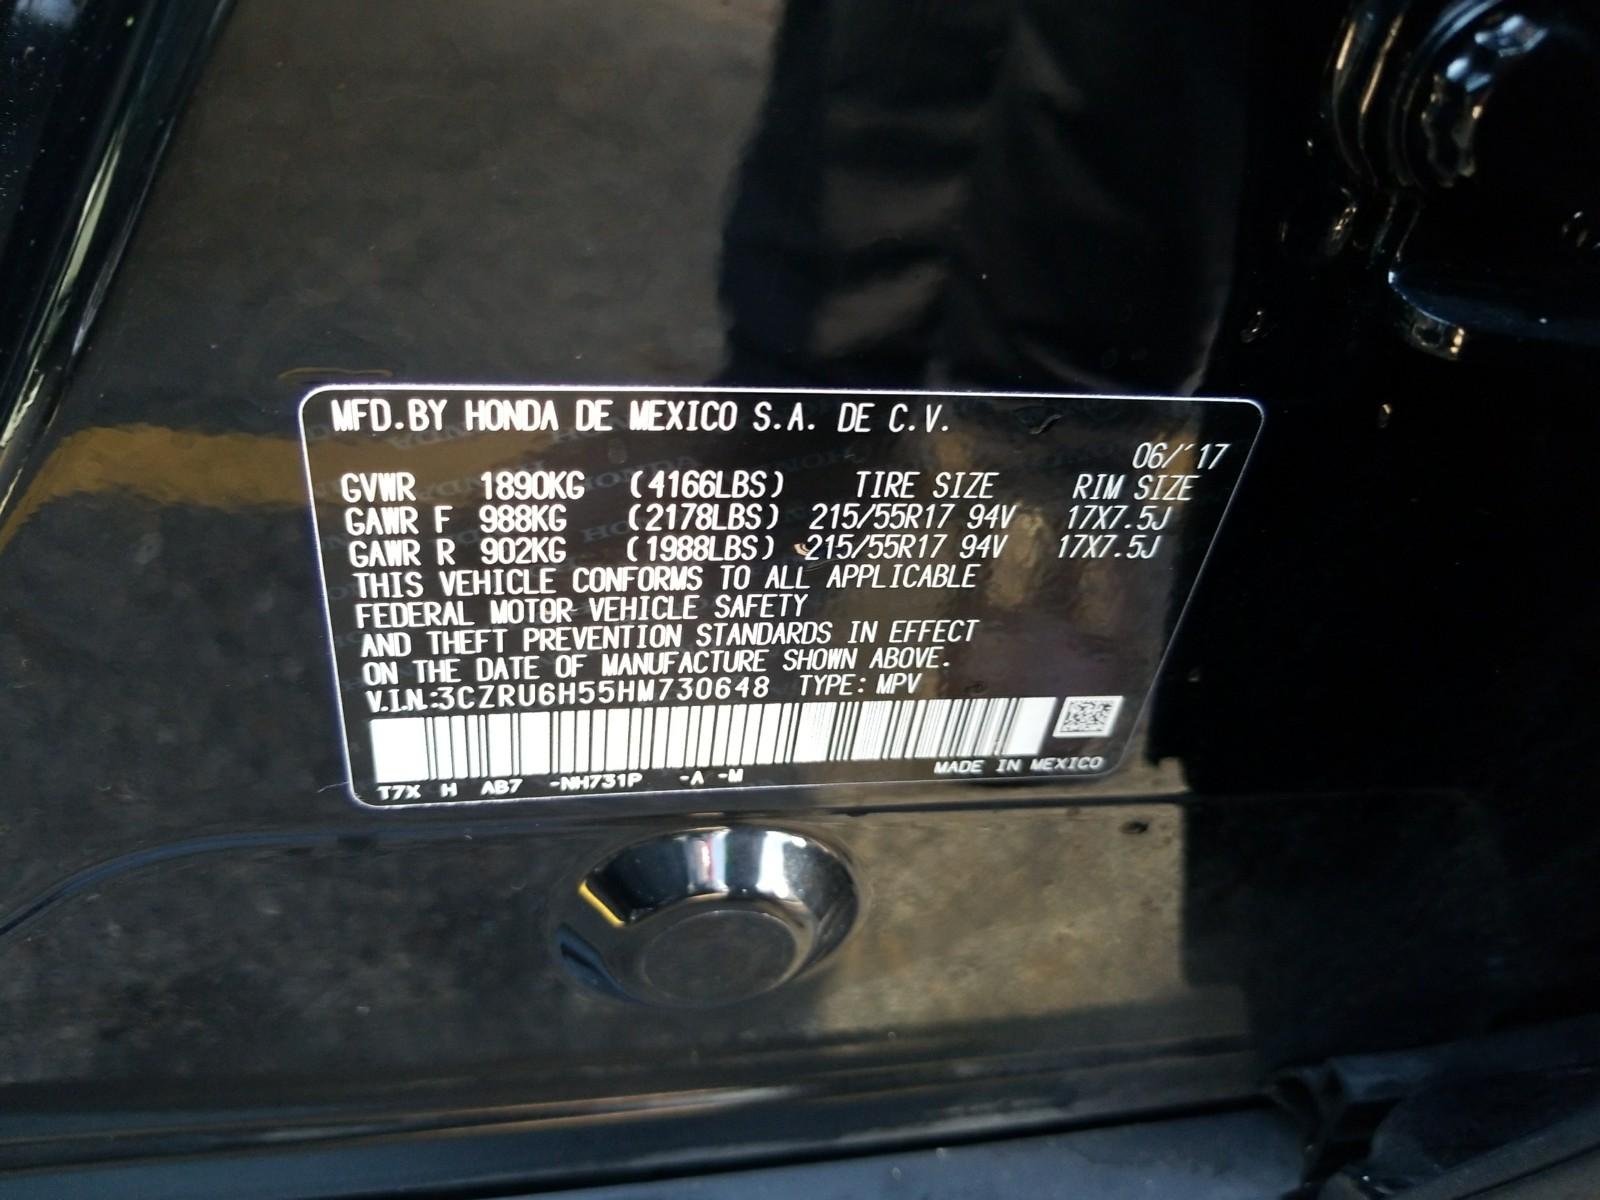 MFD.BY HONDA DE MEXICO S.A. DE C.V.
06/'17
GVWR 1890KG (4166LBS) TIRE SIZE RIM SIZE
GAWR F 988KG (2178LBS) 215/55R17 94V 17X7.5J
GAWR R 902KG (1988LBS) 215/55R17 94V 17X7.5J
THIS VEHICLE CONFORMS TO ALL APPLICABLE
FEDERAL MOTOR VEHICLE SAFETY
AND THEFT PREVENTION STANDARDS IN EFFECT
ON THE DATE OF MANUFACTURE SHOWN ABOVE.
V.I.N.:3CZRU6H55HM730648 TYPE: MPV
MADE IN MEXICO
T7X H AB7 -NH731P -A -M